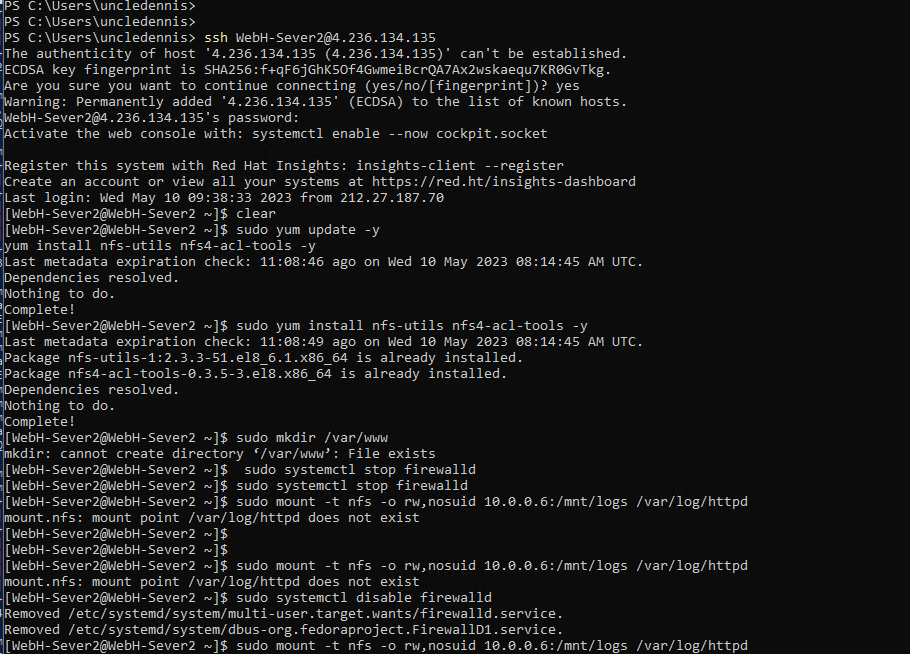 PS C:\Users\uncledennis>
PS C:\Users\uncledennis>
PS C:\Users\uncledennis> ssh WebH-Sever2@4.236.134.135
The authenticity of host '4.236.134.135 (4.236.134.135)' can't be established.
ECDSA key fingerprint is SHA256:f+qF6jGhK5Of4GwmeiBcrQA7Ax2wskaequ7KR0GvTkg.
Are you sure you want to continue connecting (yes/no/[fingerprint])? yes
Warning: Permanently added '4.236.134.135' (ECDSA) to the list of known hosts.
WebH-Sever2@4.236.134.135's password:
Activate the web console with: systemctl enable --now cockpit.socket
Register this system with Red Hat Insights: insights-client --register
Create an account or view all your systems at https://red.ht/insights-dashboard
Last login: Wed May 10 09:38:33 2023 from 212.27.187.70
[WebH-Sever2@WebH-Sever2 ~]$ clear
[WebH-Sever2@WebH-Sever2 ~]$ sudo yum update -y
yum install nfs-utils nfs4-acl-tools -y
Last metadata expiration check: 11:08:46 ago on Wed 10 May 2023 08:14:45 AM UTC.
Dependencies resolved.
Nothing to do.
Complete!
[WebH-Sever2@WebH-Sever2 ~]$ sudo yum install nfs-utils nfs4-acl-tools -y
Last metadata expiration check: 11:08:49 ago on Wed 10 May 2023 08:14:45 AM UTC.
Package nfs-utils-1:2.3.3-51.el8_6.1.x86_64 is already installed.
Package nfs4-acl-tools-0.3.5-3.el8.x86_64 is already installed.
Dependencies resolved.
Nothing to do.
Complete!
[WebH-Sever2@WebH-Sever2 ~]$ sudo mkdir /var/www
mkdir: cannot create directory ‘/var/www’: File exists
[WebH-Sever2@WebH-Sever2 ~]$  sudo systemctl stop firewalld
[WebH-Sever2@WebH-Sever2 ~]$ sudo systemctl stop firewalld
[WebH-Sever2@WebH-Sever2 ~]$ sudo mount -t nfs -o rw,nosuid 10.0.0.6:/mnt/logs /var/log/httpd
mount.nfs: mount point /var/log/httpd does not exist
[WebH-Sever2@WebH-Sever2 ~]$
[WebH-Sever2@WebH-Sever2 ~]$
[WebH-Sever2@WebH-Sever2 ~]$ sudo mount -t nfs -o rw,nosuid 10.0.0.6:/mnt/logs /var/log/httpd
mount.nfs: mount point /var/log/httpd does not exist
[WebH-Sever2@WebH-Sever2 ~]$ sudo systemctl disable firewalld
Removed /etc/systemd/system/multi-user.target.wants/firewalld.service.
Removed /etc/systemd/system/dbus-org.fedoraproject.FirewallD1.service.
[WebH-Sever2@WebH-Sever2 ~]$ sudo mount -t nfs -o rw,nosuid 10.0.0.6:/mnt/logs /var/log/httpd